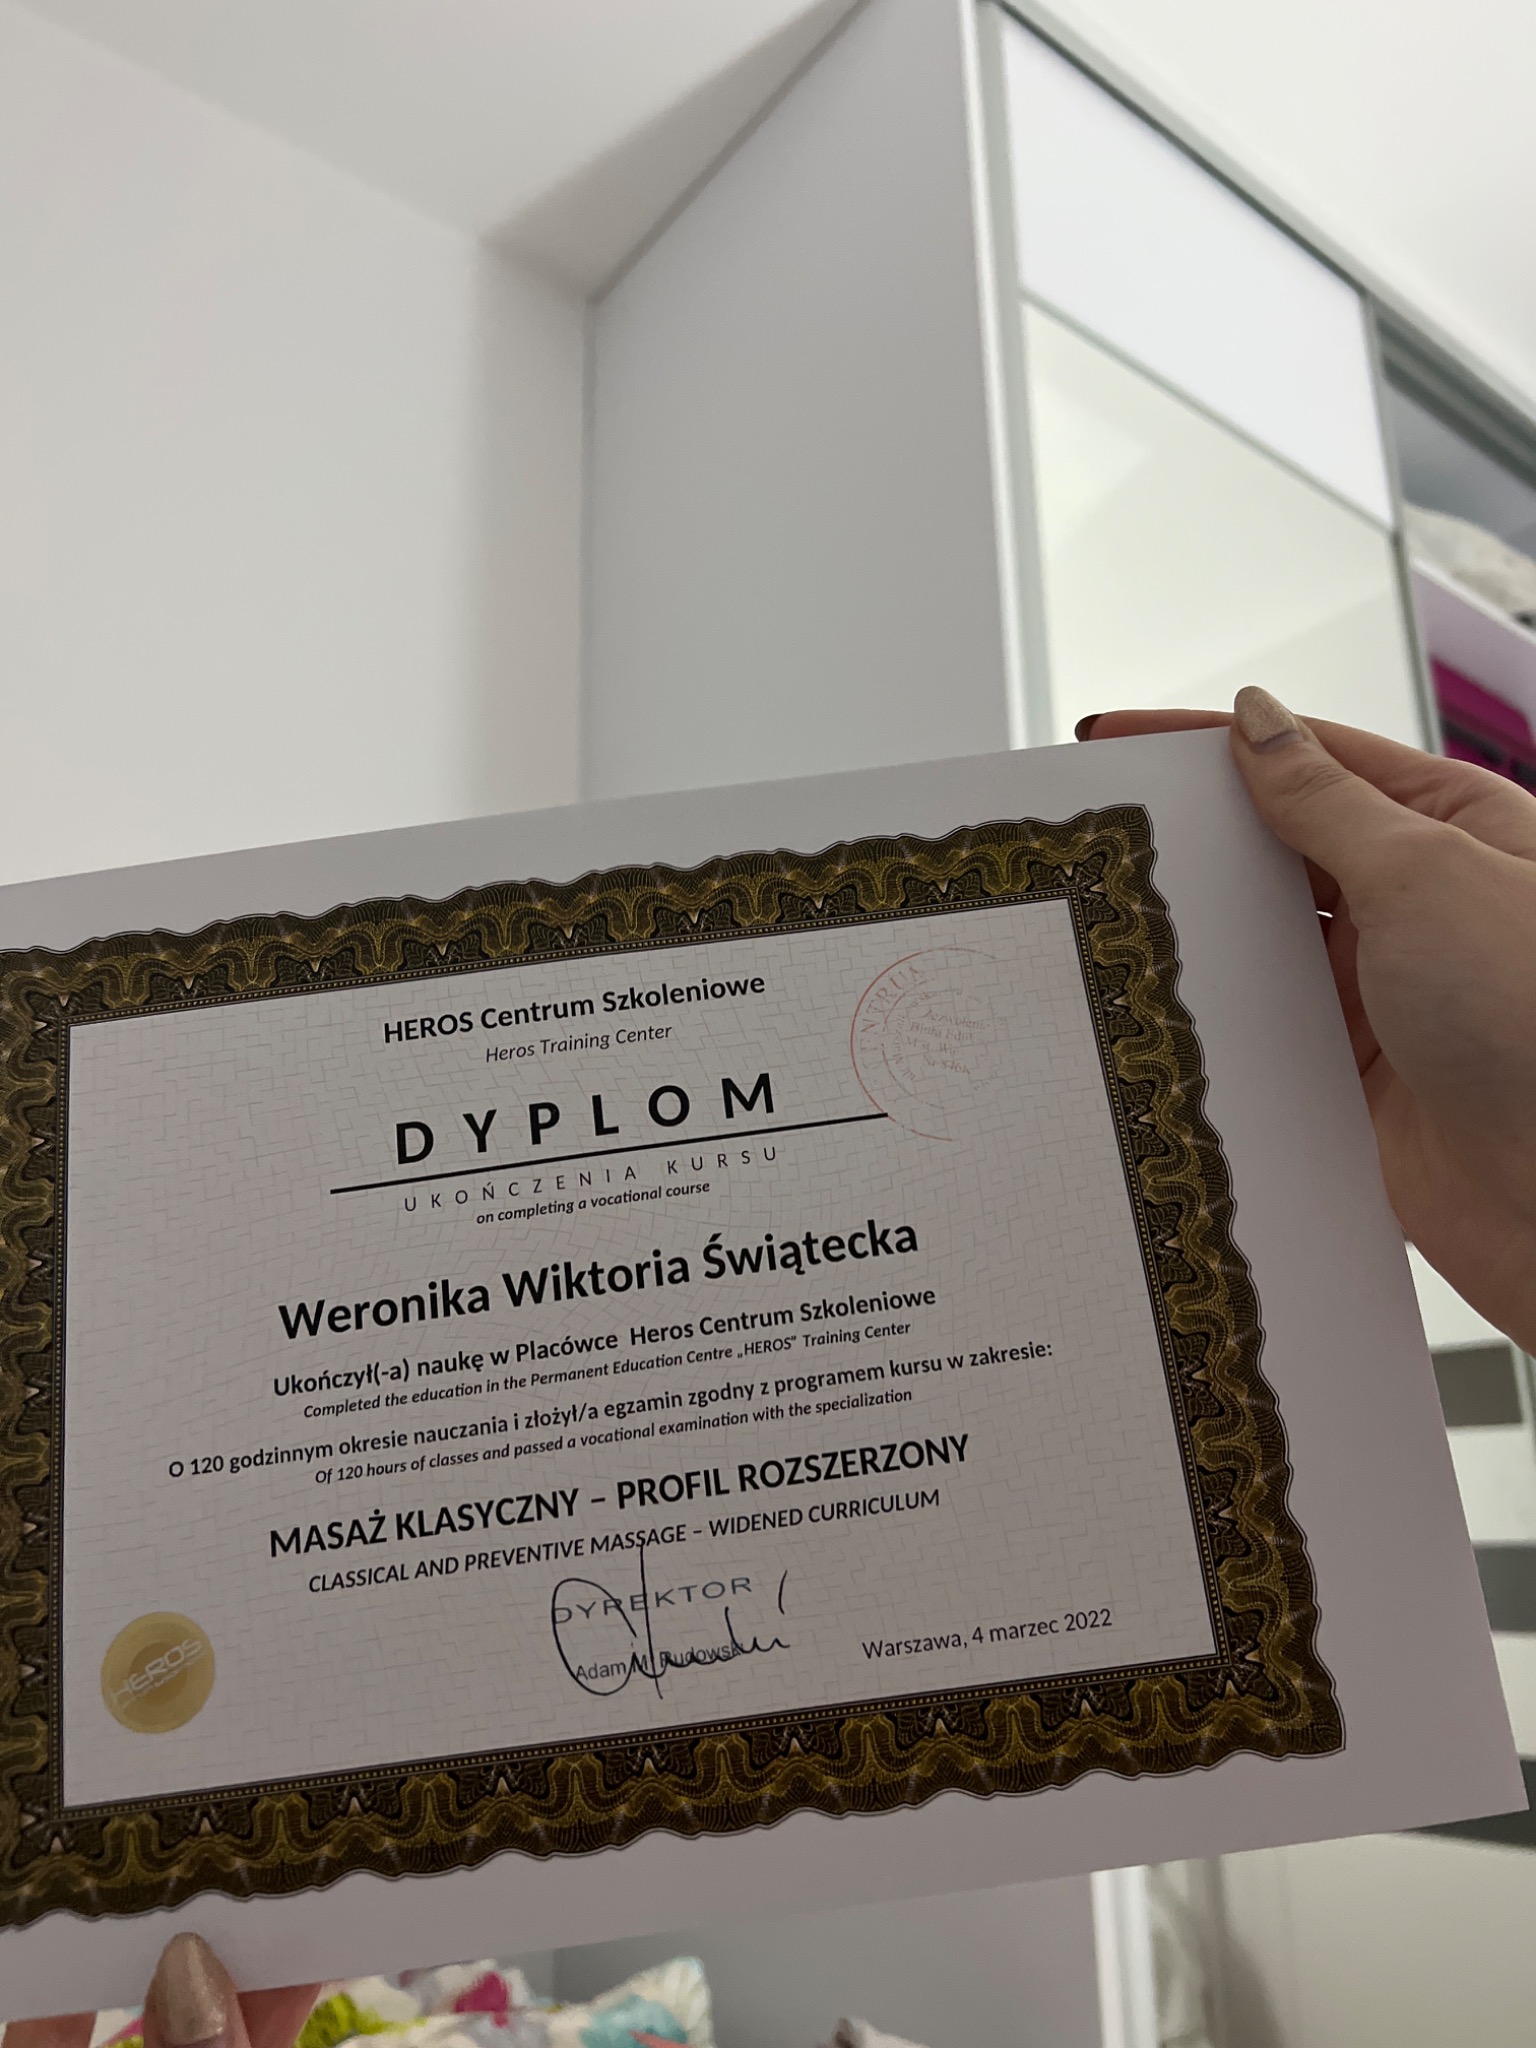 HEROS Centrum Szkoleniowe
Heros Training Center
DYPLOM
UKOŃCZENIA KURSU
on completing a vocational course
Weronika Wiktoria Świątecka
Ukończył(-a) naukę w Placówce Heros Centrum Szkoleniowe
Completed the education in the Permanent Education Centre „HEROS” Training Center
O 120 godzinnym okresie nauczania i złożył/a egzamin zgodny z programem kursu w zakresie:
Of 120 hours of classes and passed a vocational examination with the specialization
MASAŻ KLASYCZNY – PROFIL ROZSZERZONY
CLASSICAL AND PREVENTIVE MASSAGE – WIDENED CURRICULUM
DYREKTOR
Adam M. Rudowski
Warszawa, 4 marzec 2022
HEROS